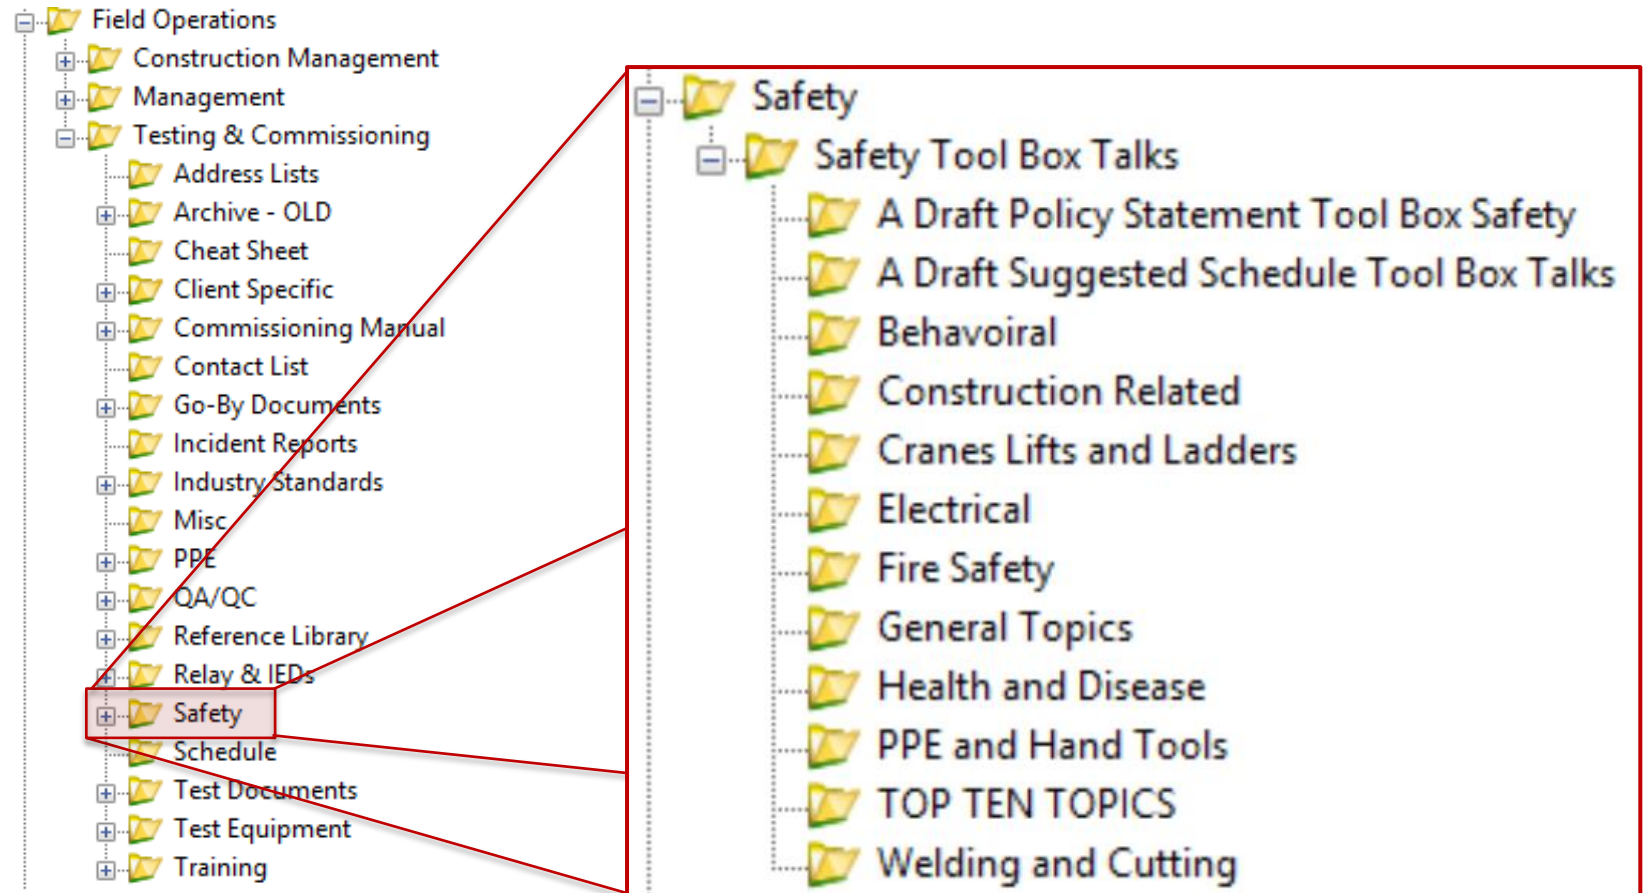 Field Operations
Construction Management
Management
Testing & Commissioning
Address Lists
Archive - OLD
Cheat Sheet
Client Specific
Commissioning Manual
Contact List
Go-By Documents
Incident Reports
Industry Standards
Misc
PPE
QA/QC
Reference Library
Relay & IEDs
Safety
Schedule
Test Documents
Test Equipment
Training
Safety
Safety Tool Box Talks
A Draft Policy Statement Tool Box Safety
A Draft Suggested Schedule Tool Box Talks
Behavoiral
Construction Related
Cranes Lifts and Ladders
Electrical
Fire Safety
General Topics
Health and Disease
PPE and Hand Tools
TOP TEN TOPICS
Welding and Cutting